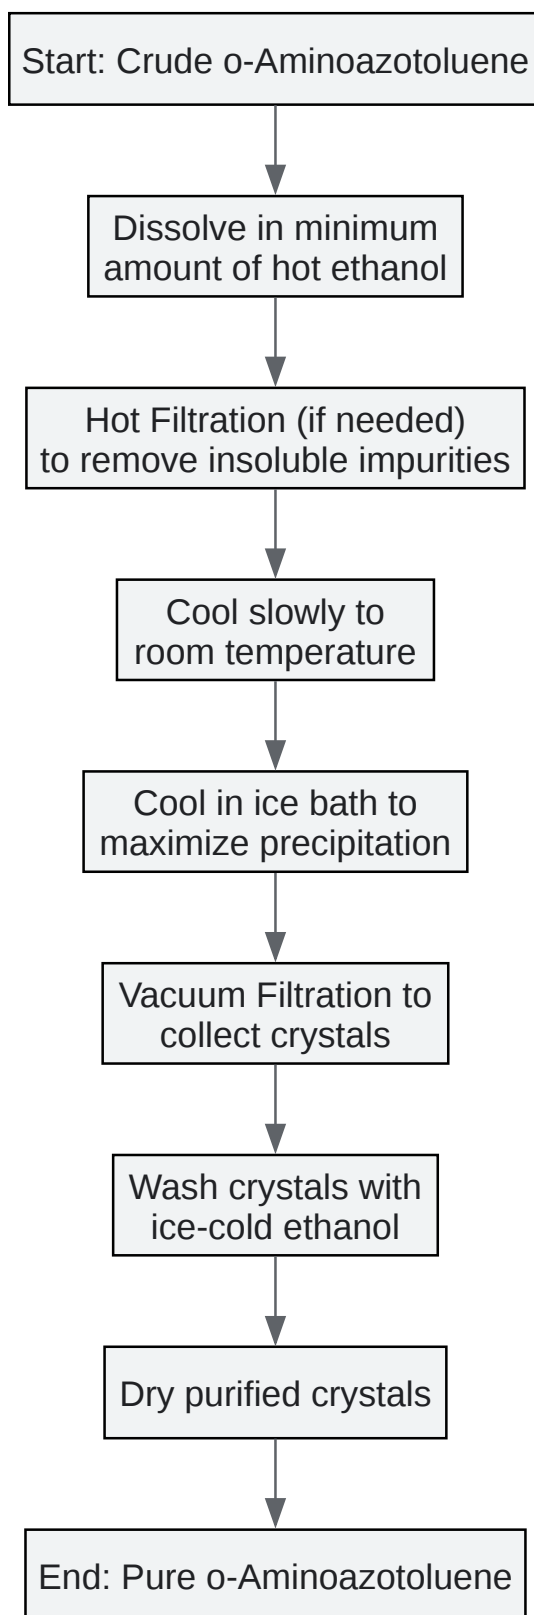 Start: Crude o-Aminoazotoluene
Dissolve in minimum
amount of hot ethanol
Hot Filtration (if needed)
to remove insoluble impurities
Cool slowly to
room temperature
Cool in ice bath to
maximize precipitation
Vacuum Filtration to
collect crystals
Wash crystals with
ice-cold ethanol
Dry purified crystals
End: Pure o-Aminoazotoluene